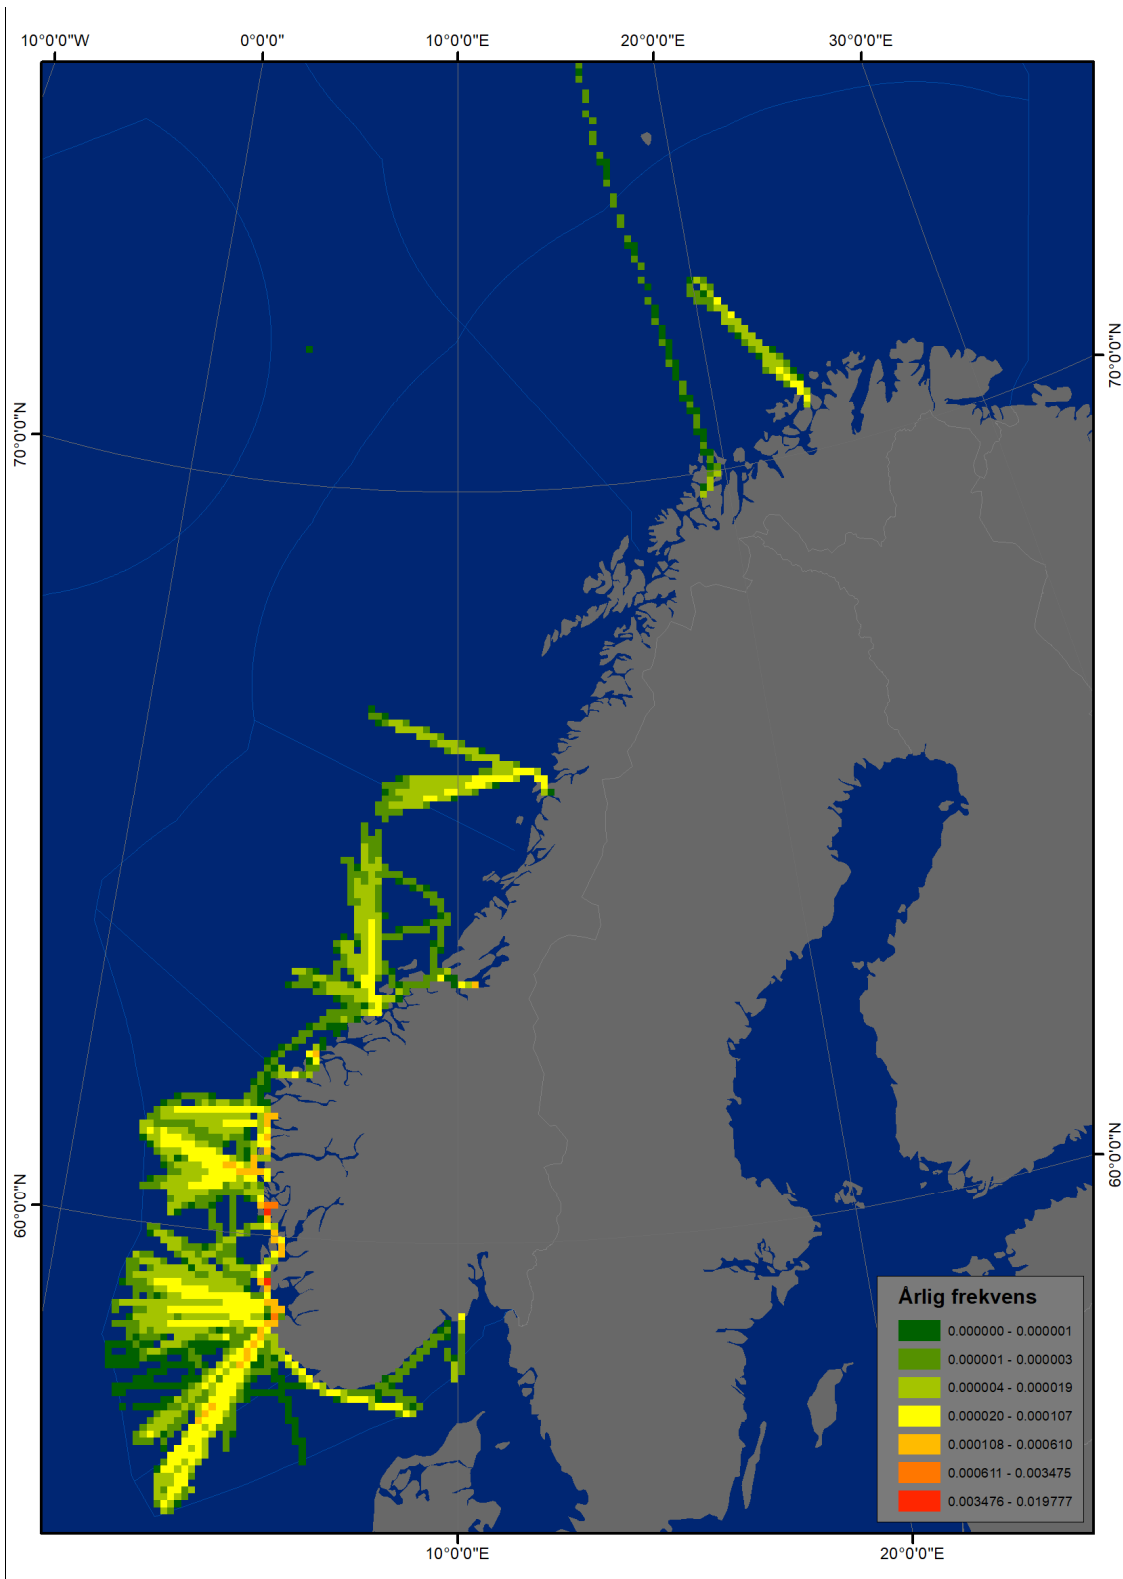 10°0'0"W
0°0'0"
10°0'0"E
20°0'0"E
30°0'0"E
70°0'0"N
70°0'0"N
60°0'0"N
60°0'0"N
Årlig frekvens
0.000000 - 0.000001
0.000001 - 0.000003
0.000004 - 0.000019
0.000020 - 0.000107
0.000108 - 0.000610
0.000611 - 0.003475
0.003476 - 0.019777
10°0'0"E
20°0'0"E